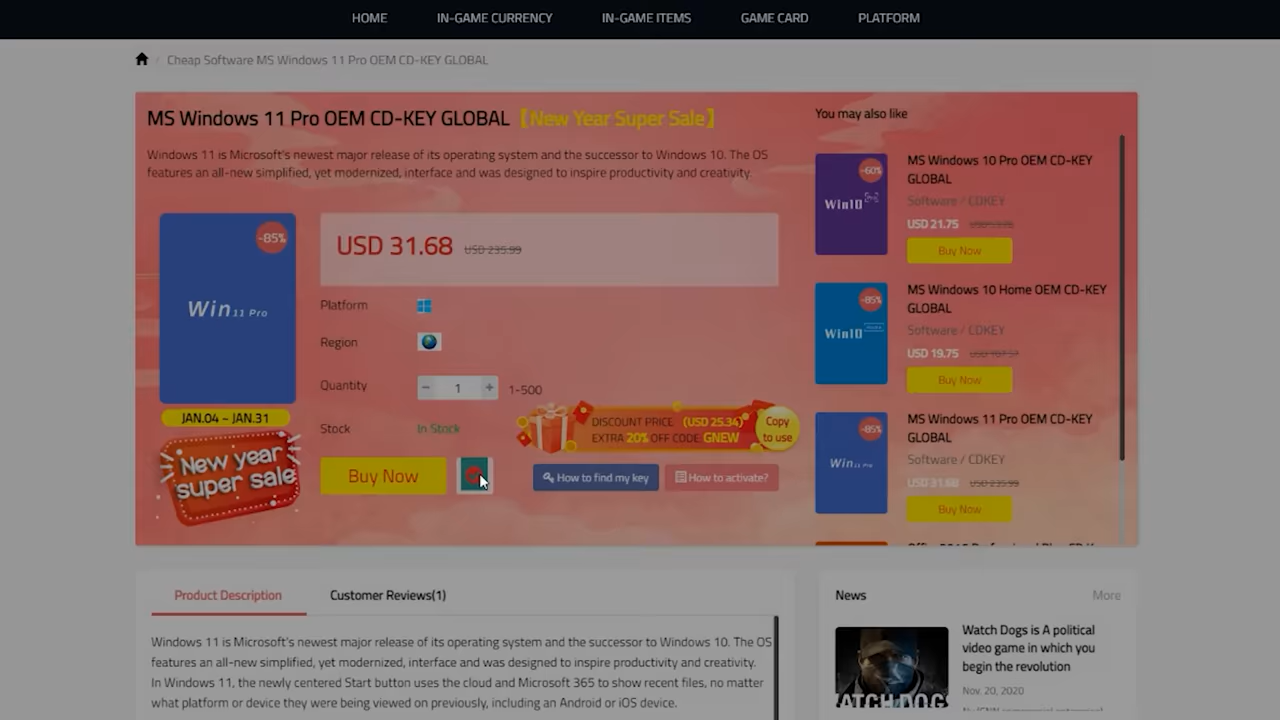 HOME IN-GAME CURRENCY IN-GAME ITEMS GAME CARD PLATFORM
/ Cheap Software MS Windows 11 Pro OEM CD-KEY GLOBAL
MS Windows 11 Pro OEM CD-KEY GLOBAL 【New Year Super Sale】
Windows 11 is Microsoft's newest major release of its operating system and the successor to Windows 10. The OS
features an all-new simplified, yet modernized, interface and was designed to inspire productivity and creativity.
-85%
Win 11 Pro
JAN.04 ~ JAN.31
New year
super sale
USD 31.68 USD 235.99
Platform
Region
Quantity − 1 + 1-500
Stock In Stock
DISCOUNT PRICE (USD 25.34)
EXTRA 20% OFF CODE GNEW
Copy
to use
Buy Now
How to find my key
How to activate?
You may also like
-60%
Win10
MS Windows 10 Pro OEM CD-KEY
GLOBAL
Software / CDKEY
USD 21.75
Buy Now
-85%
Win10
MS Windows 10 Home OEM CD-KEY
GLOBAL
Software / CDKEY
USD 19.75
Buy Now
-85%
Win 11 Pro
MS Windows 11 Pro OEM CD-KEY
GLOBAL
Software / CDKEY
USD 31.68 USD 235.99
Buy Now
Product Description Customer Reviews(1)
Windows 11 is Microsoft's newest major release of its operating system and the successor to Windows 10. The OS
features an all-new simplified, yet modernized, interface and was designed to inspire productivity and creativity.
In Windows 11, the newly centered Start button uses the cloud and Microsoft 365 to show recent files, no matter
what platform or device they were being viewed on previously, including an Android or iOS device.
News More
WATCH DOGS
Watch Dogs is A political
video game in which you
begin the revolution
Nov. 20, 2020